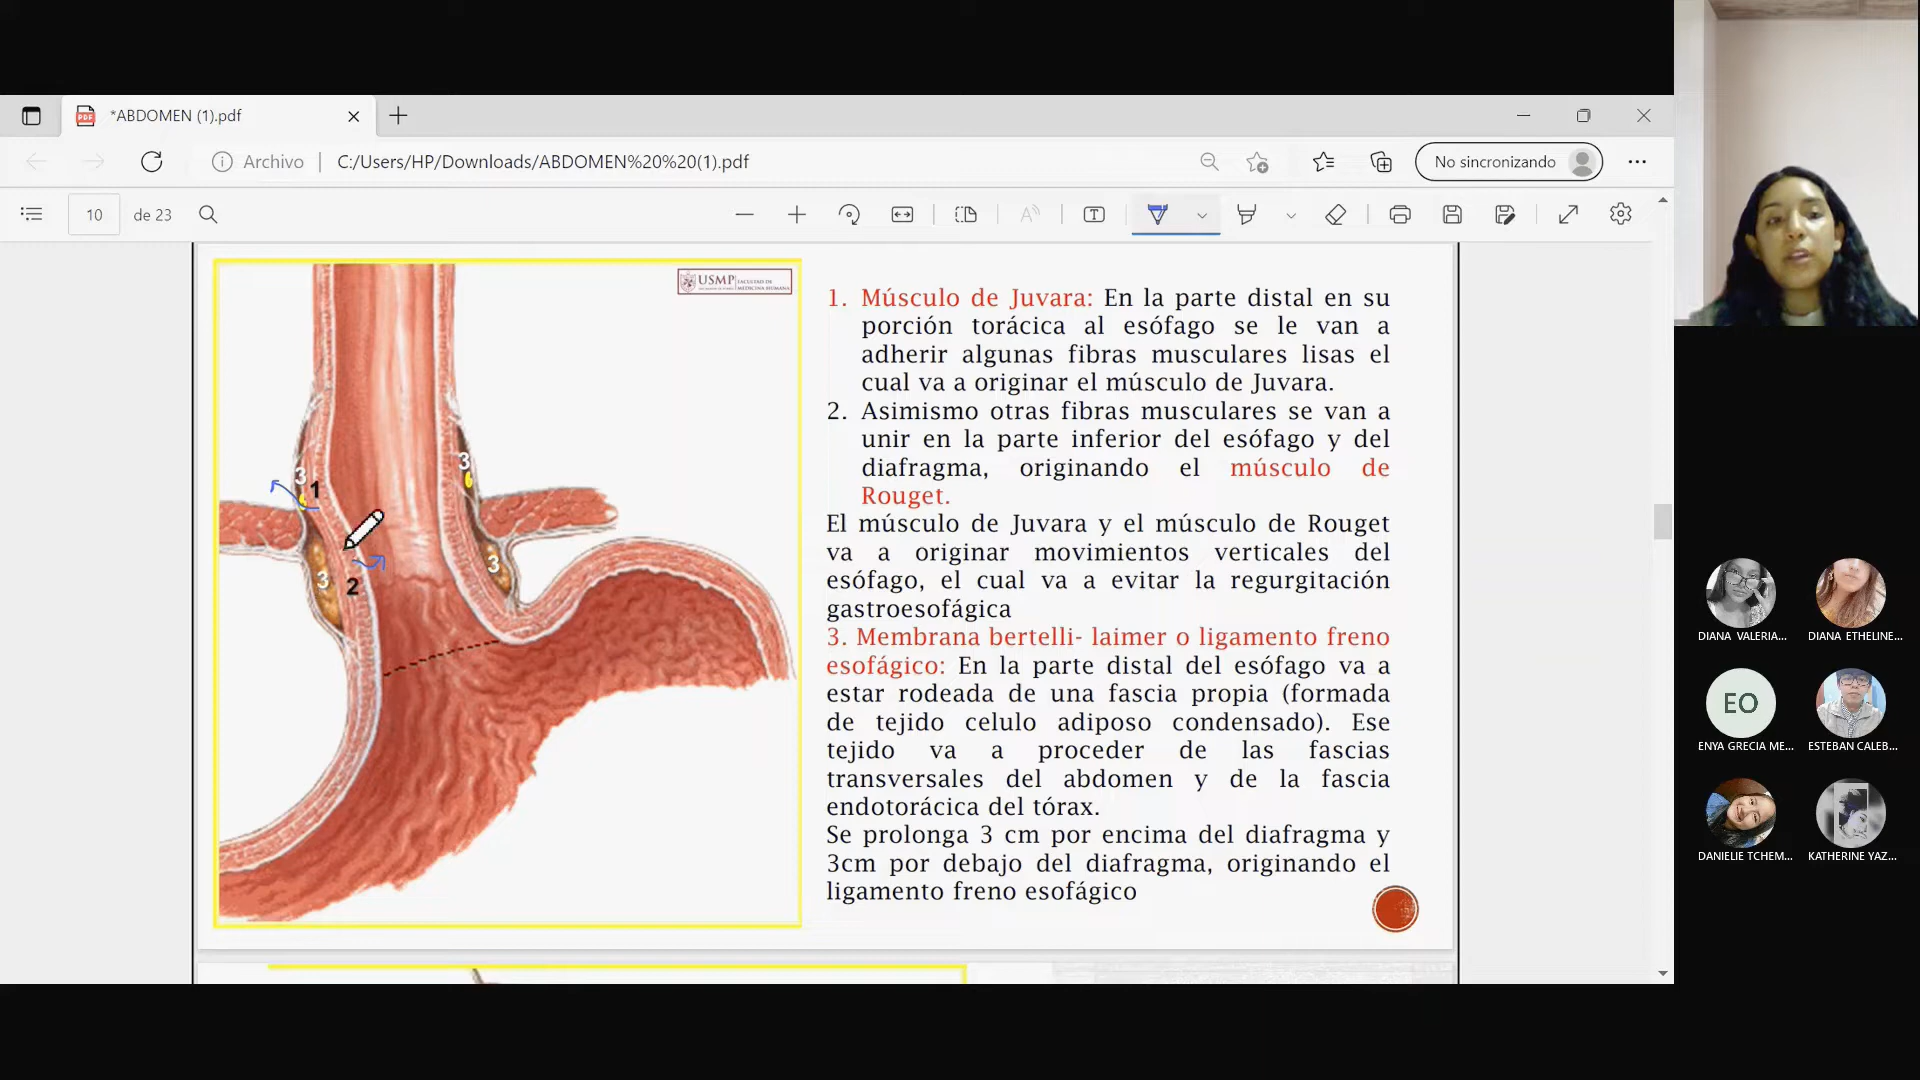 *ABDOMEN (1).pdf
Archivo
C:/Users/HP/Downloads/ABDOMEN%20%20(1).pdf
No sincronizando
10 de 23
USMP FACULTAD DE
MEDICINA HUMANA
1. Músculo de Juvara: En la parte distal en su
porción torácica al esófago se le van a
adherir algunas fibras musculares lisas el
cual va a originar el músculo de Juvara.
2. Asimismo otras fibras musculares se van a
unir en la parte inferior del esófago y del
diafragma, originando el músculo de
Rouget.
El músculo de Juvara y el músculo de Rouget
va a originar movimientos verticales del
esófago, el cual va a evitar la regurgitación
gastroesofágica
3. Membrana bertelli- laimer o ligamento freno
esofágico: En la parte distal del esófago va a
estar rodeada de una fascia propia (formada
de tejido celulo adiposo condensado). Ese
tejido va a proceder de las fascias
transversales del abdomen y de la fascia
endotorácica del tórax.
Se prolonga 3 cm por encima del diafragma y
3cm por debajo del diafragma, originando el
ligamento freno esofágico
3
3
1
3
3
2
DIANA VALERIA...
DIANA ETHELINE...
EO
ENYA GRECIA ME...
ESTEBAN CALEB...
DANIELIE TCHEM...
KATHERINE YAZ...